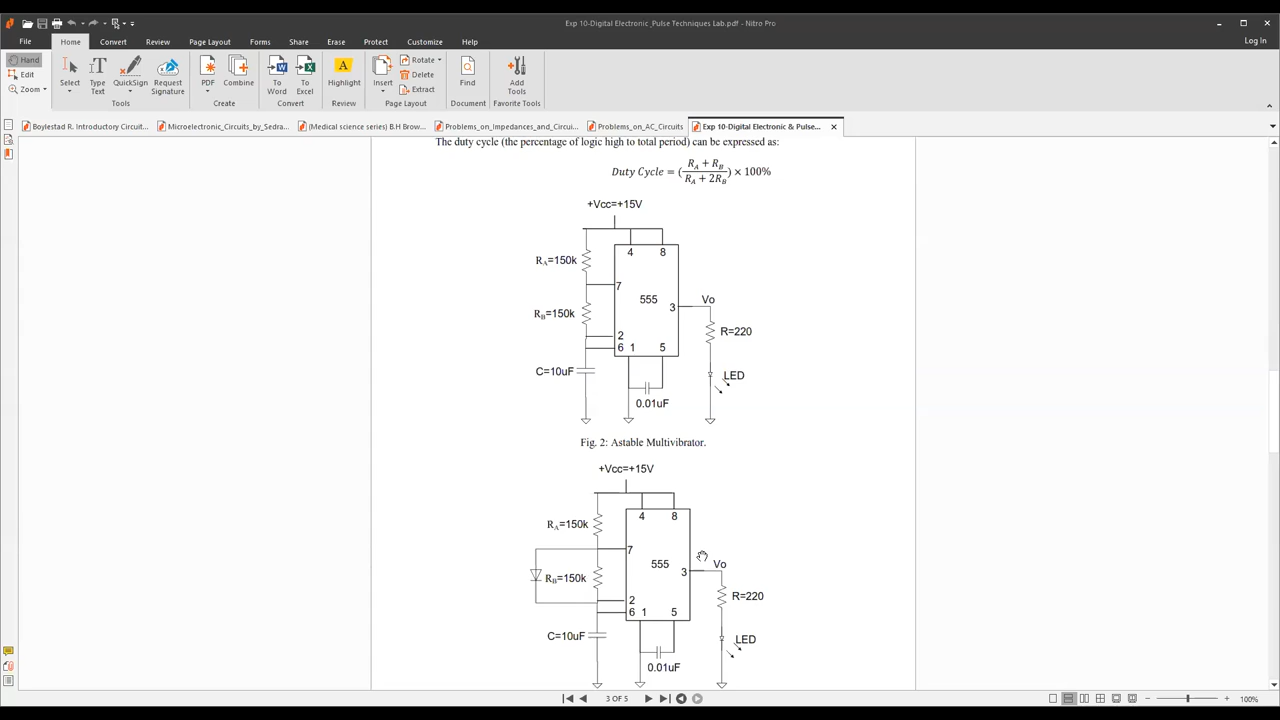 Exp 10-Digital Electronic_Pulse Techniques Lab.pdf - Nitro Pro
File Home Convert Review Page Layout Forms Share Erase Protect Customize Help Log In
Hand
Edit
Zoom
Select
Type Text
QuickSign
Request Signature
Tools
PDF
Combine
Create
To Word
To Excel
Convert
Highlight
Review
Insert
Rotate
Delete
Extract
Page Layout
Find
Document
Add Tools
Favorite Tools
Boylestad R. Introductory Circuit...
Microelectronic_Circuits_by_Sedra...
(Medical science series) B.H Brow...
Problems_on_Impedances_and_Circui...
Problems_on_AC_Circuits
Exp 10-Digital Electronic & Pulse...
The duty cycle (the percentage of logic high to total period) can be expressed as:
Duty Cycle = (R_A + R_B / R_A + 2R_B) × 100%
+Vcc=+15V
4 8
R_A=150k
7
555
Vo
3
R_B=150k
R=220
2
6 1 5
C=10uF
LED
0.01uF
Fig. 2: Astable Multivibrator.
+Vcc=+15V
4 8
R_A=150k
7
555
Vo
3
R_B=150k
R=220
2
6 1 5
C=10uF
LED
0.01uF
3 OF 5
100%